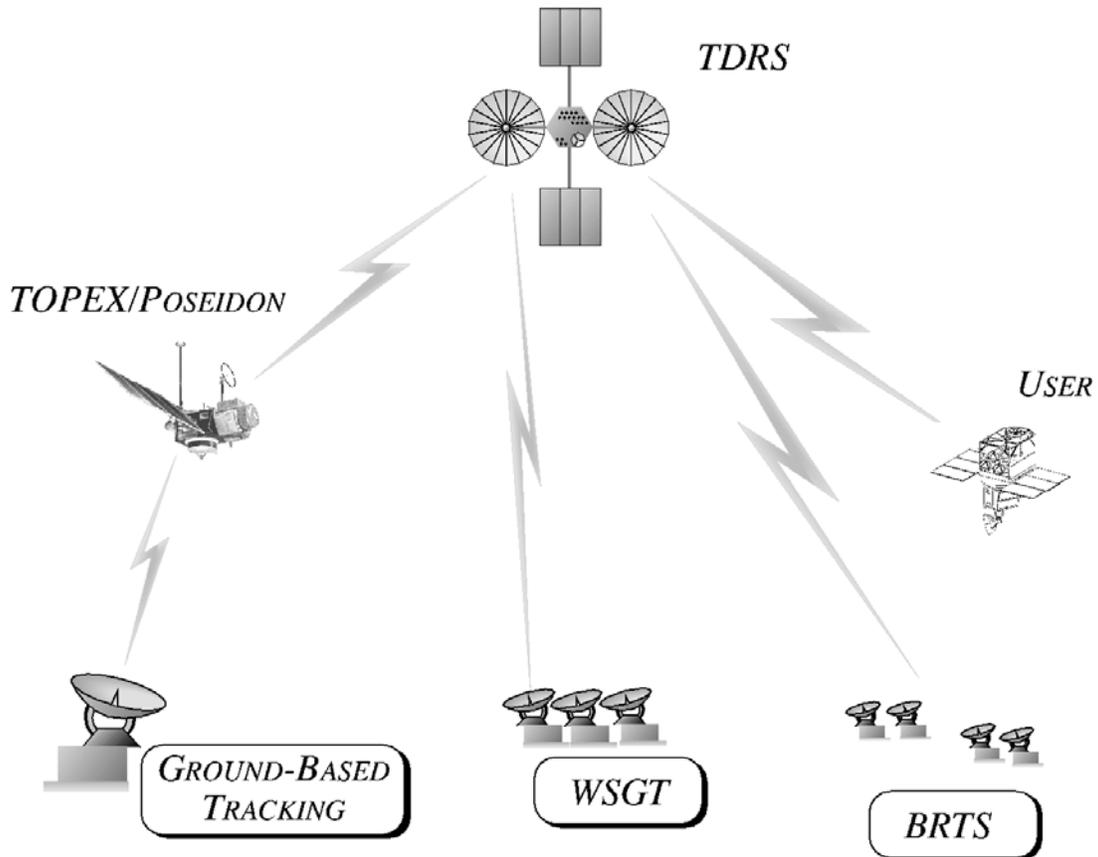 TDRS
TOPEX/POSEIDON
USER
GROUND-BASED
TRACKING
WSGT
BRTS